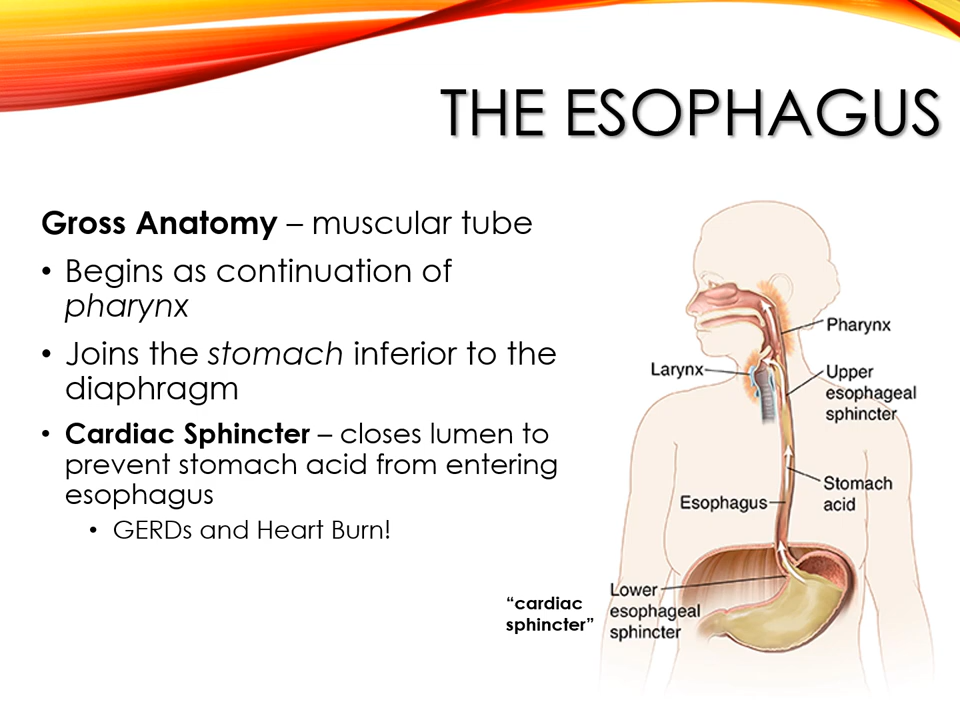 THE ESOPHAGUS
Gross Anatomy – muscular tube
• Begins as continuation of
pharynx
• Joins the stomach inferior to the
diaphragm
• Cardiac Sphincter – closes lumen to
prevent stomach acid from entering
esophagus
• GERDs and Heart Burn!
Pharynx
Larynx
Upper
esophageal
sphincter
Stomach
acid
Esophagus
Lower
esophageal
sphincter
“cardiac
sphincter”